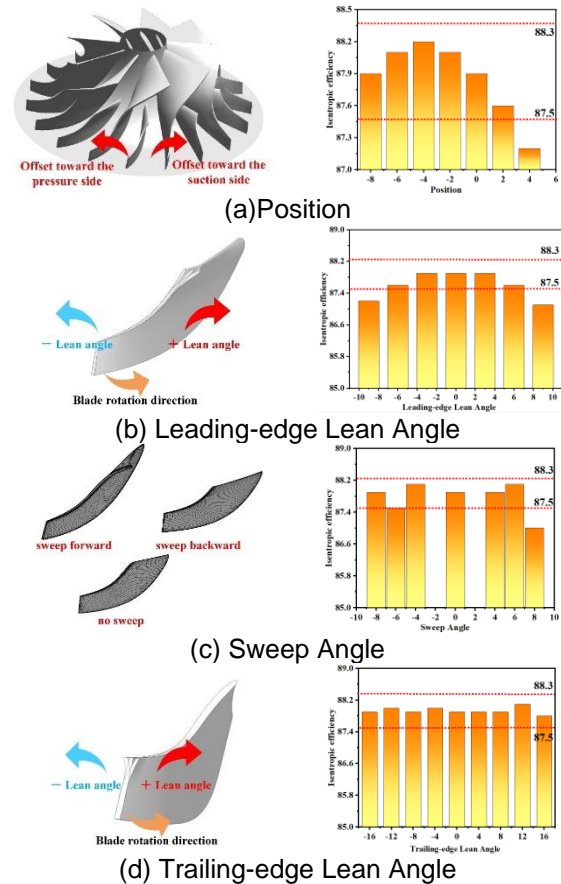 Offset toward the
pressure side
Offset toward the
suction side
Isentropic efficiency
88.5
88.2
87.9
87.6
87.3
87.0
88.3
87.5
-8 -6 -4 -2 0 2 4 6
Position
(a)Position
− Lean angle
+ Lean angle
Blade rotation direction
Isentropic efficiency
89.0
88.2
87.4
86.6
85.8
85.0
88.3
87.5
-10 -8 -6 -4 -2 0 2 4 6 8 10
Leading-edge Lean Angle
(b) Leading-edge Lean Angle
sweep forward
sweep backward
no sweep
Isentropic efficiency
89.0
88.2
87.4
86.6
85.8
85.0
88.3
87.5
-10 -8 -6 -4 -2 0 2 4 6 8 10
Sweep Angle
(c) Sweep Angle
− Lean angle
+ Lean angle
Blade rotation direction
Isentropic efficiency
89.0
88.2
87.4
86.6
85.8
85.0
88.3
87.5
-16 -12 -8 -4 0 4 8 12 16
Trailing-edge Lean Angle
(d) Trailing-edge Lean Angle